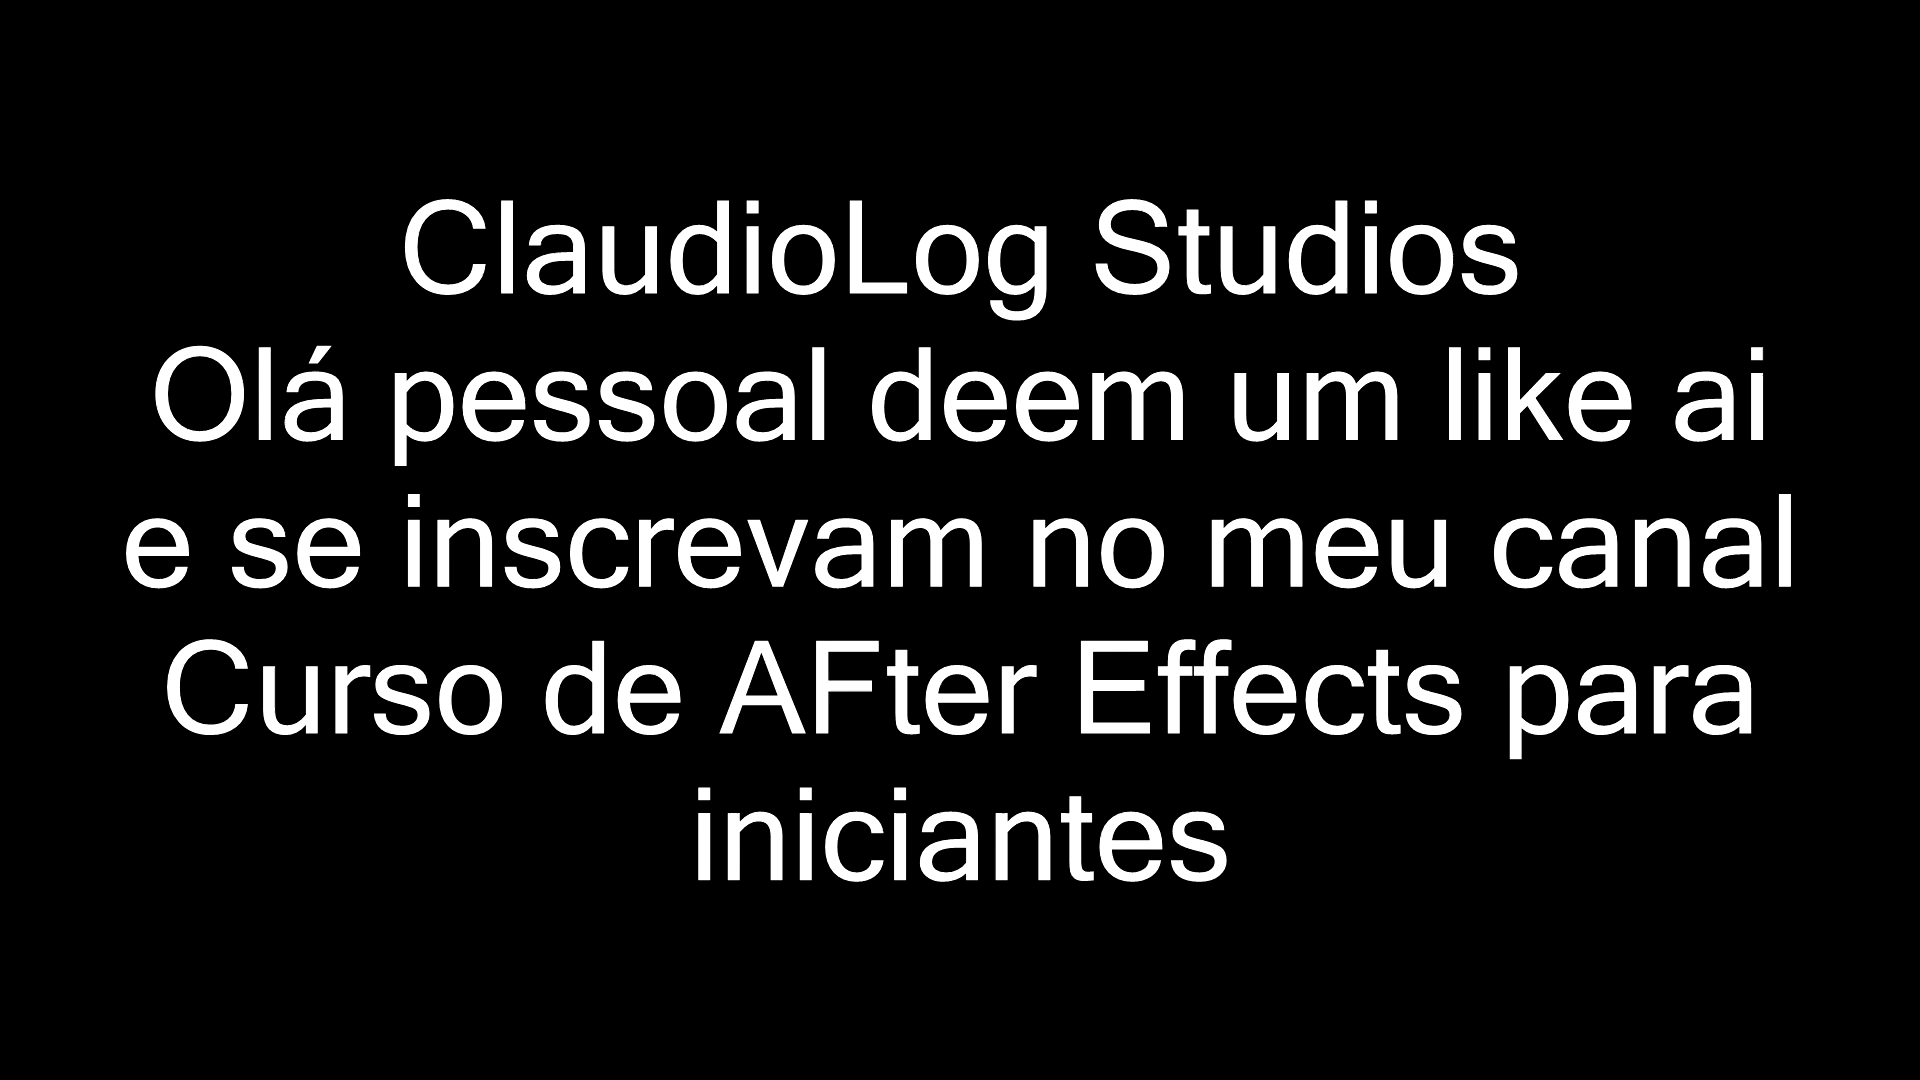 ClaudioLog Studios
Olá pessoal deem um like ai
e se inscrevam no meu canal
Curso de AFter Effects para
iniciantes